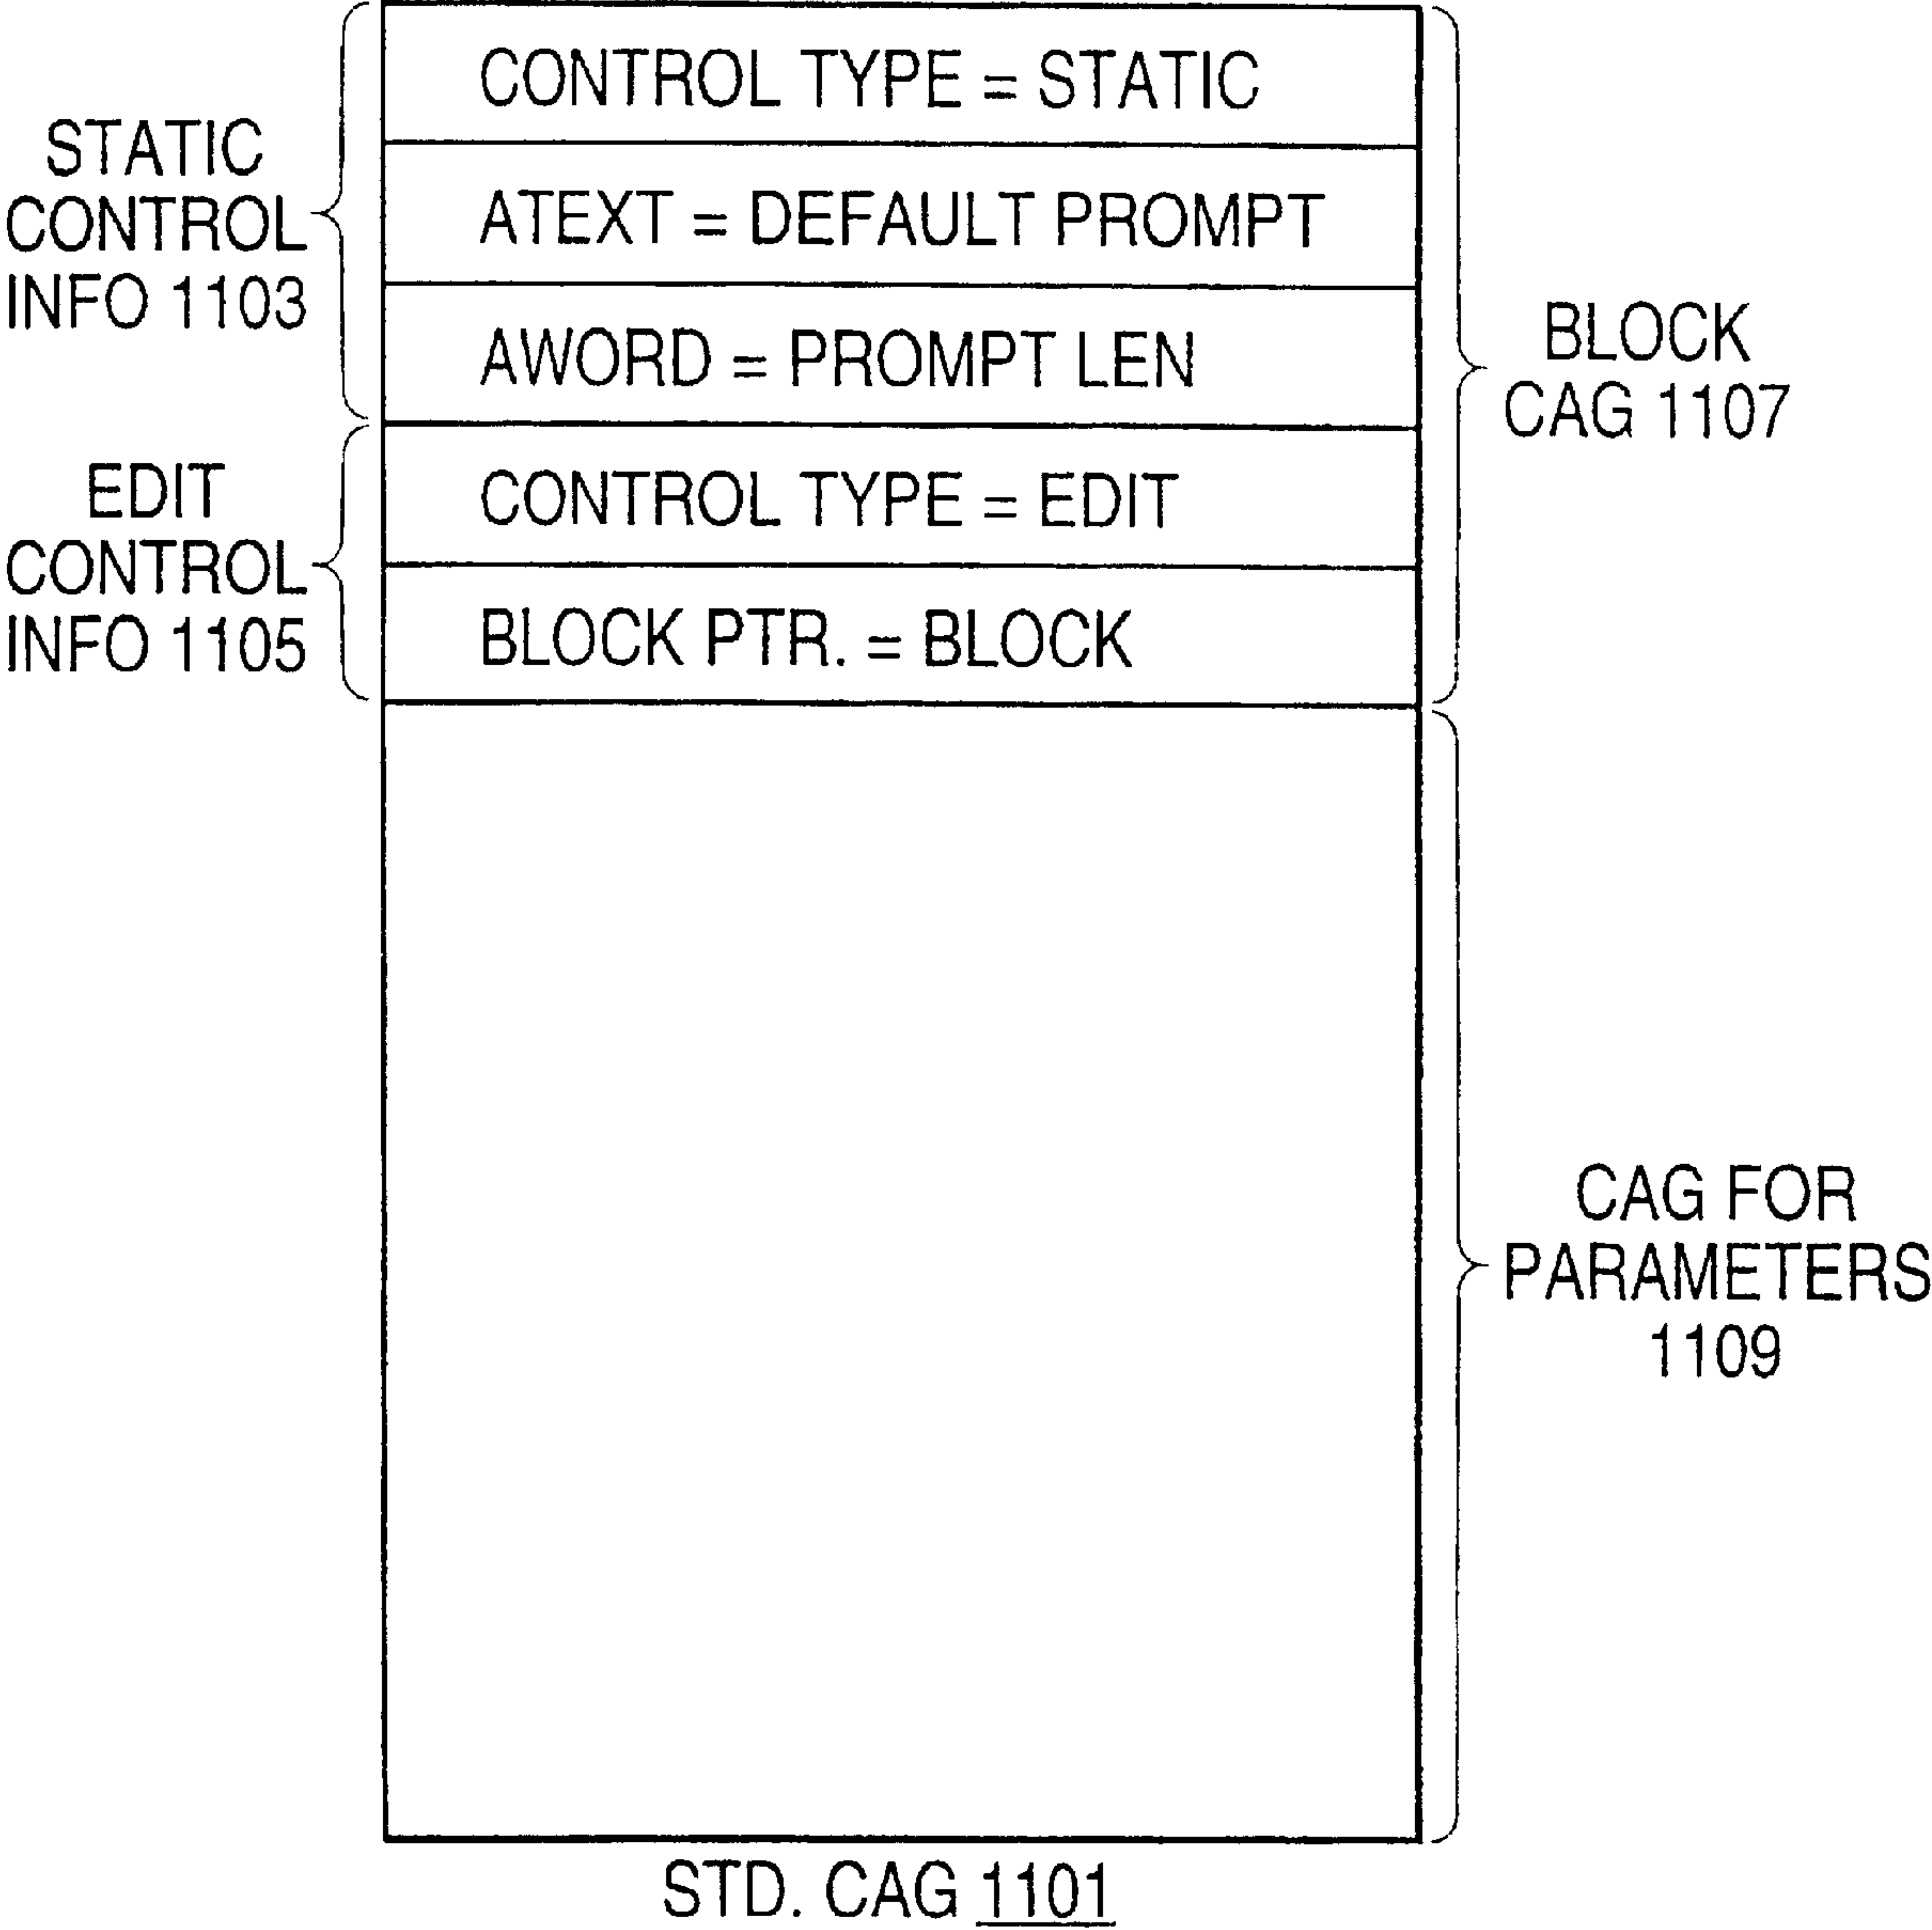 STATIC
CONTROL
INFO 1103
EDIT
CONTROL
INFO 1105
CONTROL TYPE = STATIC
ATEXT = DEFAULT PROMPT
AWORD = PROMPT LEN
CONTROL TYPE = EDIT
BLOCK PTR. = BLOCK
BLOCK
CAG 1107
CAG FOR
PARAMETERS
1109
STD. CAG 1101